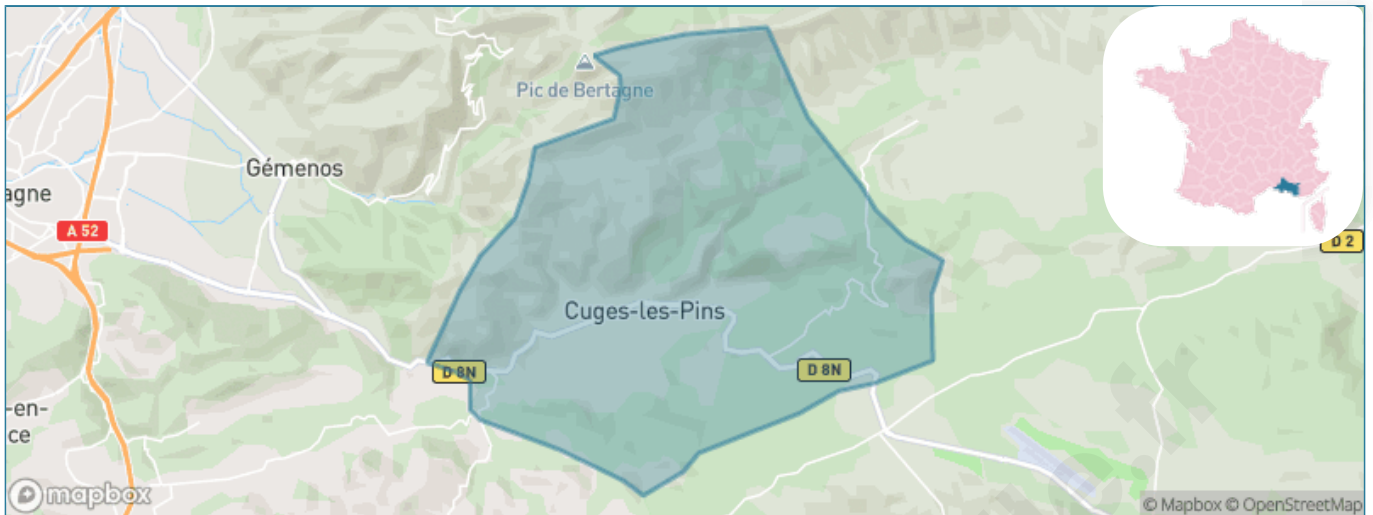 Pic de Bertagne
Gémenos
agne
A 52
D 2
Cuges-les-Pins
D 8N
D 8N
-en-
ce
mapbox
© Mapbox © OpenStreetMap